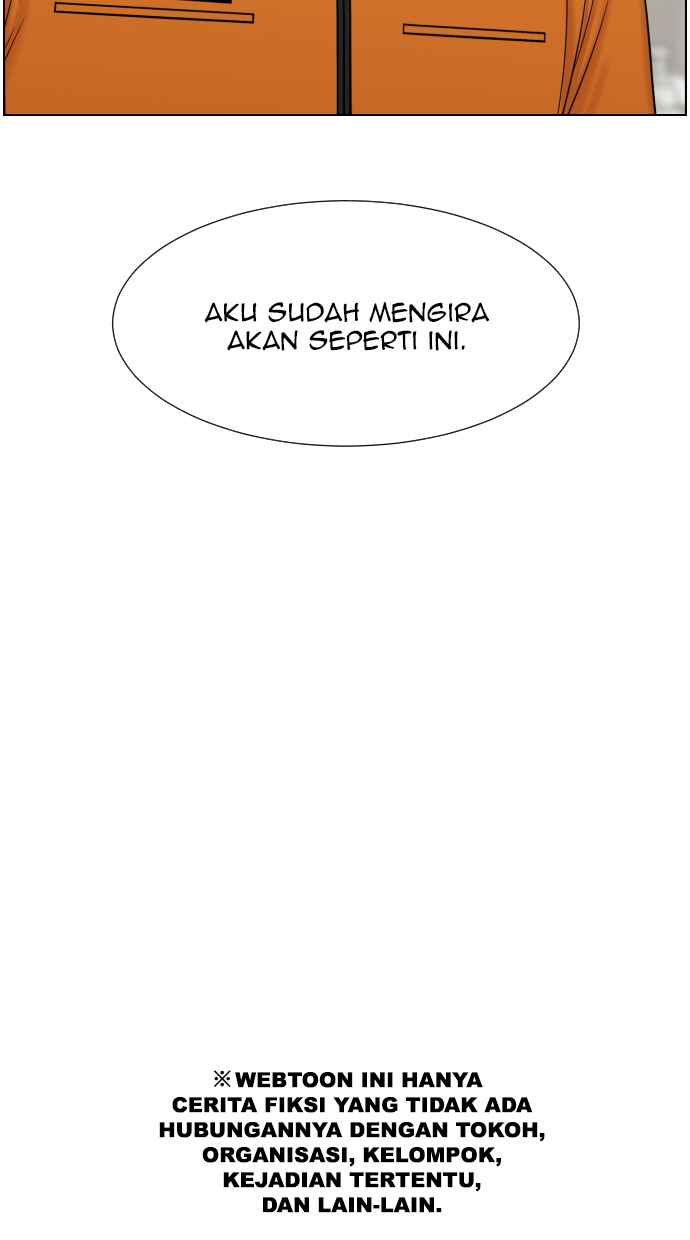 AKU SUDAH MENGIRA
AKAN SEPERTI INI.
※WEBTOON INI HANYA
CERITA FIKSI YANG TIDAK ADA
HUBUNGANNYA DENGAN TOKOH,
ORGANISASI, KELOMPOK,
KEJADIAN TERTENTU,
DAN LAIN-LAIN.